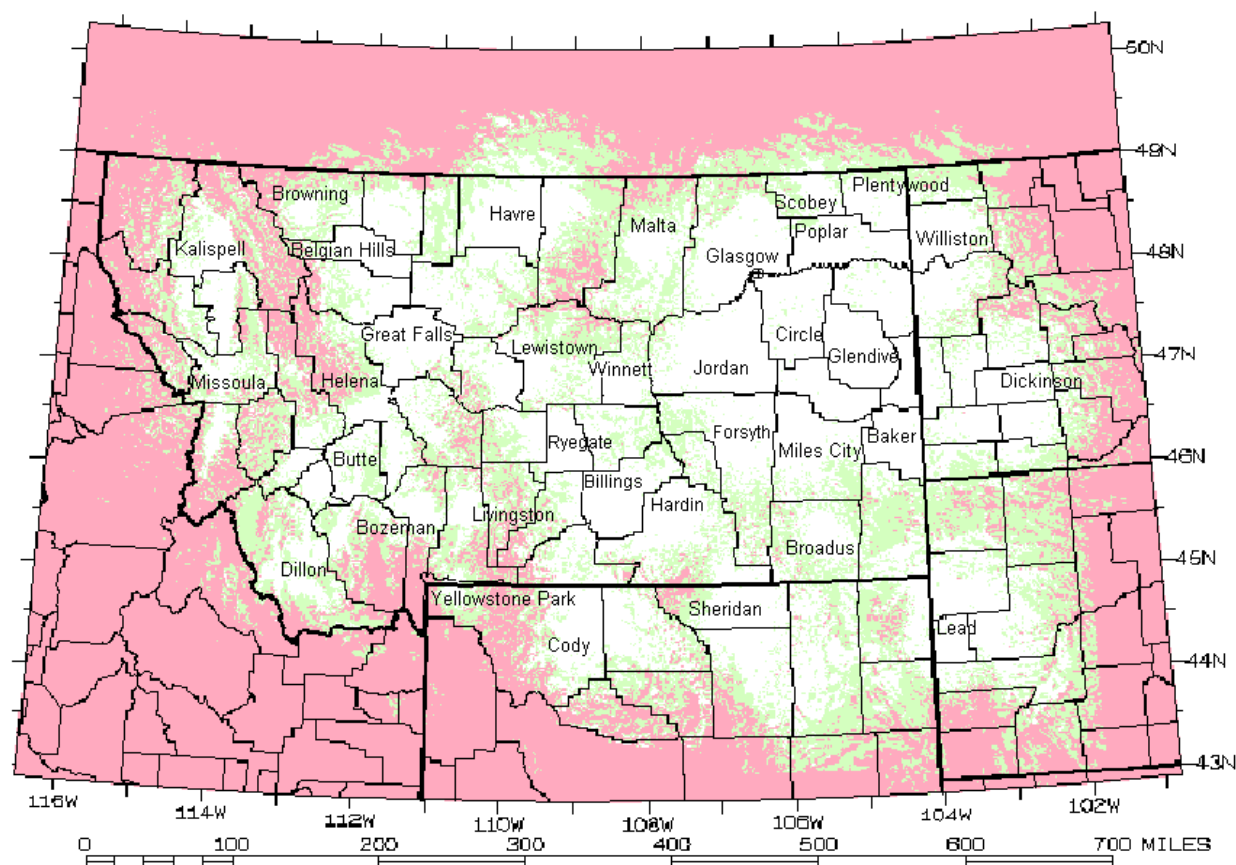 50N
49N
Plentywood
Browning
Scobey
Havre
Malta
Poplar
Williston
Kalispell
Belgian Hills
48N
Glasgow
Great Falls
Circle
Lewistown
Glendive
47N
Winnett
Jordan
Missoula
Helena
Dickinson
Forsyth
Baker
Ryegate
Miles City
Butte
46N
Billings
Hardin
Livingston
Bozeman
Broadus
45N
Dillon
Yellowstone Park
Sheridan
Lead
Cody
44N
43N
116W
114W
112W
110W
108W
106W
104W
102W
0 100 200 300 400 500 600 700 MILES